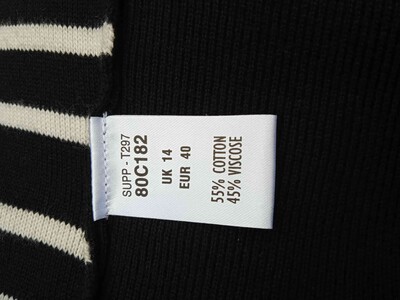 SUPP - T297
80C182
UK 14
EUR 40
55% COTTON
45% VISCOSE